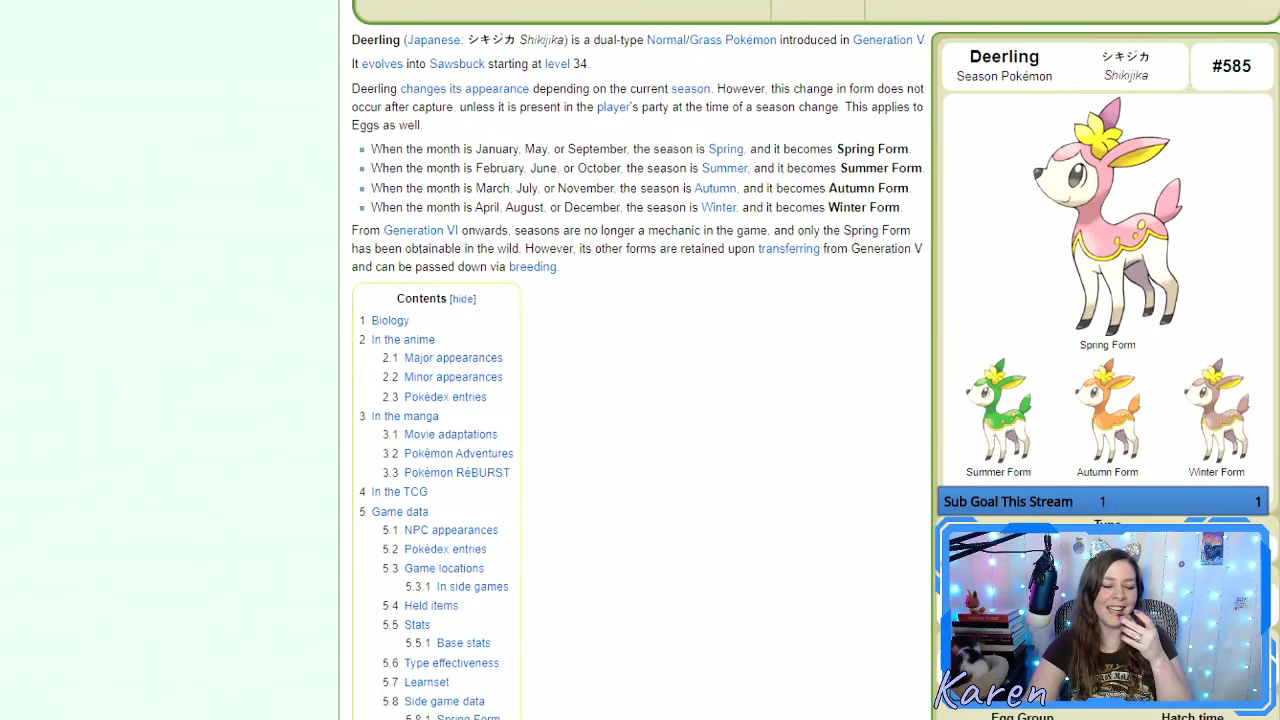 Deerling (Japanese: シキジカ Shikijika) is a dual-type Normal/Grass Pokémon introduced in Generation V.
It evolves into Sawsbuck starting at level 34.
Deerling changes its appearance depending on the current season. However, this change in form does not
occur after capture, unless it is present in the player's party at the time of a season change. This applies to
Eggs as well.
When the month is January, May, or September, the season is Spring, and it becomes Spring Form.
When the month is February, June, or October, the season is Summer, and it becomes Summer Form.
When the month is March, July, or November, the season is Autumn, and it becomes Autumn Form.
When the month is April, August, or December, the season is Winter, and it becomes Winter Form.
From Generation VI onwards, seasons are no longer a mechanic in the game, and only the Spring Form
has been obtainable in the wild. However, its other forms are retained upon transferring from Generation V
and can be passed down via breeding.
Contents [hide]
1 Biology
2 In the anime
2.1 Major appearances
2.2 Minor appearances
2.3 Pokédex entries
3 In the manga
3.1 Movie adaptations
3.2 Pokémon Adventures
3.3 Pokémon RéBURST
4 In the TCG
5 Game data
5.1 NPC appearances
5.2 Pokédex entries
5.3 Game locations
5.3.1 In side games
5.4 Held items
5.5 Stats
5.5.1 Base stats
5.6 Type effectiveness
5.7 Learnset
5.8 Side game data
5.8.1 Spring Form
Deerling
Season Pokémon
シキジカ
Shikijika
#585
Spring Form
Summer Form
Autumn Form
Winter Form
Sub Goal This Stream 1 1
Type
Karen
Egg Group
Hatch time